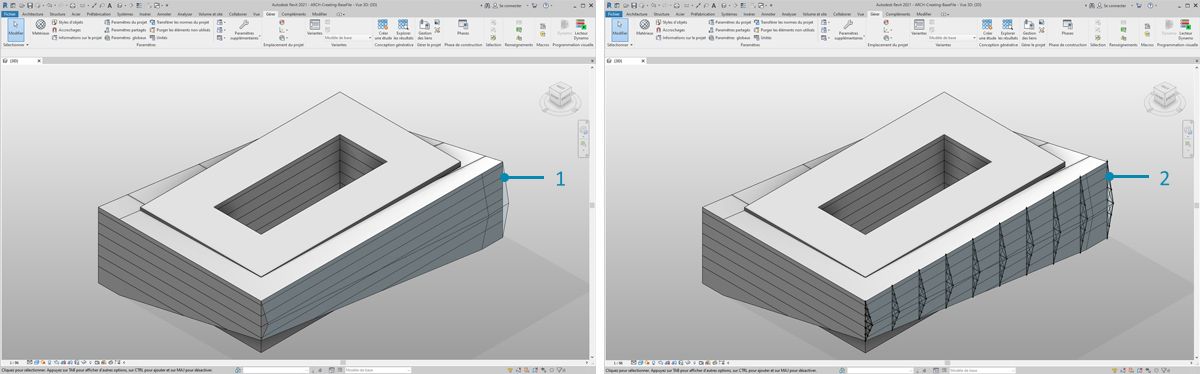 Autodesk Revit 2021 - ARCH-Creating-BaseFile - Vue 3D: {3D}
Se connecter
Fichier Architecture Structure Acier Préfabrication Systèmes Insérer Annoter Analyser Volume et site Collaborer Vue Gérer Compléments Modifier
Modifier
Matériaux
Styles d'objets
Accrochages
Informations sur le projet
Paramètres du projet
Paramètres partagés
Paramètres globaux
Transférer les normes du projet
Purger les éléments non utilisés
Unités
Paramètres supplémentaires
Variantes
Modèle de base
Créer une étude
Explorer les résultats
Gestion des liens
Phases
Dynamo
Lecteur Dynamo
Sélectionner
Paramètres
Emplacement du projet
Variantes
Conception générative
Gérer le projet
Phase de construction
Sélection
Renseignements
Macros
Programmation visuelle
{3D}
1
1 : 96
Cliquez pour sélectionner. Appuyez sur TAB pour afficher d'autres options, sur CTRL pour ajouter et sur MAJ pour désactiver.
Modèle de base
Autodesk Revit 2021 - ARCH-Creating-BaseFile - Vue 3D: {3D}
Se connecter
Fichier Architecture Structure Acier Préfabrication Systèmes Insérer Annoter Analyser Volume et site Collaborer Vue Gérer Compléments Modifier
Modifier
Matériaux
Styles d'objets
Accrochages
Informations sur le projet
Paramètres du projet
Paramètres partagés
Paramètres globaux
Transférer les normes du projet
Purger les éléments non utilisés
Unités
Paramètres supplémentaires
Variantes
Modèle de base
Créer une étude
Explorer les résultats
Gestion des liens
Phases
Dynamo
Lecteur Dynamo
Sélectionner
Paramètres
Emplacement du projet
Variantes
Conception générative
Gérer le projet
Phase de construction
Sélection
Renseignements
Macros
Programmation visuelle
{3D}
2
1 : 96
Cliquez pour sélectionner. Appuyez sur TAB pour afficher d'autres options, sur CTRL pour ajouter et sur MAJ pour désactiver.
Modèle de base